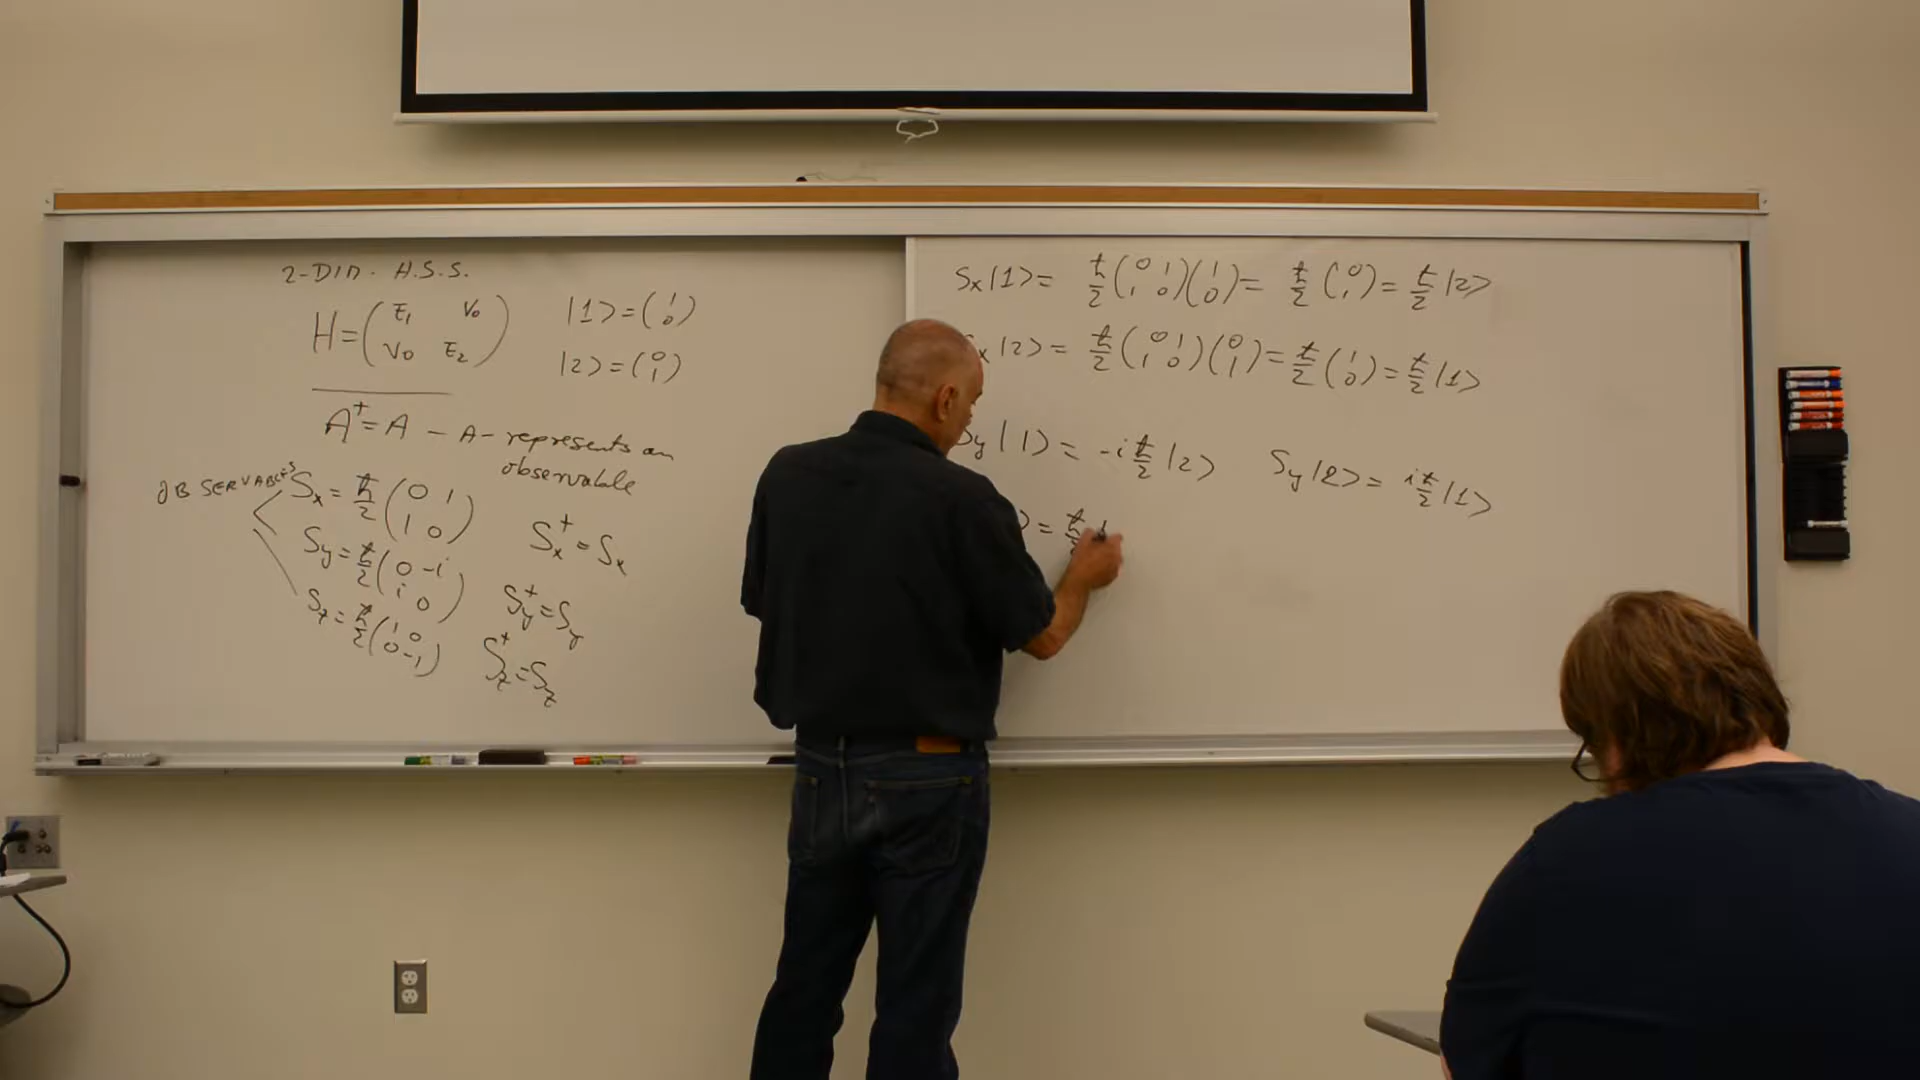 2-DIM. H.S.S.
H = ( E₁ V₀
V₀ E₂ )
|1⟩ = ( 1
0 )
|2⟩ = ( 0
1 )
A⁺ = A – A – represents an
observable
OBSERVABLES
Sx = ħ/2 ( 0 1
1 0 )
Sx⁺ = Sx
Sy = ħ/2 ( 0 -i
i 0 )
Sy⁺ = Sy
Sz = ħ/2 ( 1 0
0 -1 )
Sz⁺ = Sz
Sx |1⟩ = ħ/2 ( 0 1
1 0 ) ( 1
0 ) = ħ/2 ( 0
1 ) = ħ/2 |2⟩
x |2⟩ = ħ/2 ( 0 1
1 0 ) ( 0
1 ) = ħ/2 ( 1
0 ) = ħ/2 |1⟩
Sy |1⟩ = -i ħ/2 |2⟩ Sy |2⟩ = i ħ/2 |1⟩
⟩ = ħ